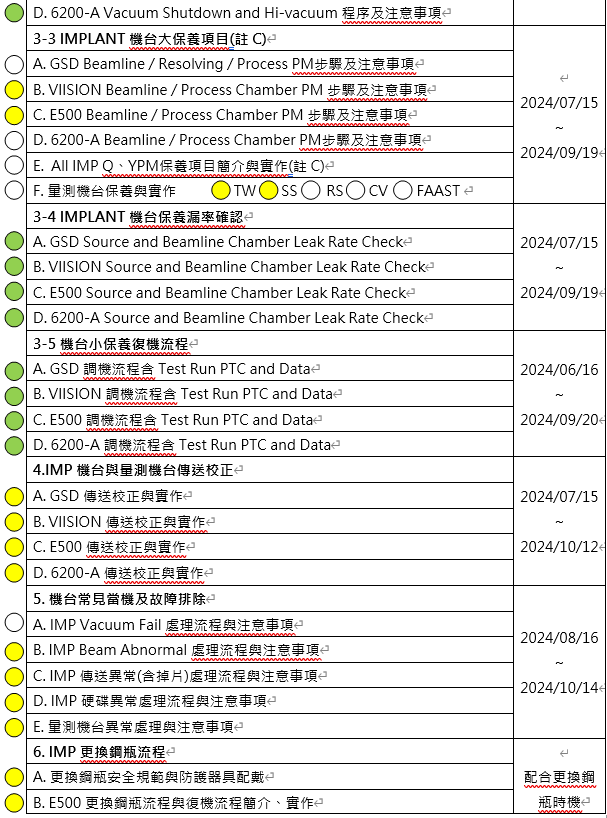 D. 6200-A Vacuum Shutdown and Hi-vacuum 程序及注意事項
3-3 IMPLANT 機台大保養項目(註 C)
A. GSD Beamline / Resolving / Process PM步驟及注意事項
B. VIISION Beamline / Process Chamber PM 步驟及注意事項
C. E500 Beamline / Process Chamber PM 步驟及注意事項
D. 6200-A Beamline / Process Chamber PM步驟及注意事項
E. All IMP Q、YPM保養項目簡介與實作(註 C)
F. 量測機台保養與實作 TW SS RS CV FAAST
2024/07/15
~
2024/09/19
3-4 IMPLANT 機台保養漏率確認
A. GSD Source and Beamline Chamber Leak Rate Check
B. VIISION Source and Beamline Chamber Leak Rate Check
C. E500 Source and Beamline Chamber Leak Rate Check
D. 6200-A Source and Beamline Chamber Leak Rate Check
2024/07/15
~
2024/09/19
3-5 機台小保養復機流程
A. GSD 調機流程含 Test Run PTC and Data
B. VIISION 調機流程含 Test Run PTC and Data
C. E500 調機流程含 Test Run PTC and Data
D. 6200-A 調機流程含 Test Run PTC and Data
2024/06/16
~
2024/09/20
4.IMP 機台與量測機台傳送校正
A. GSD 傳送校正與實作
B. VIISION 傳送校正與實作
C. E500 傳送校正與實作
D. 6200-A 傳送校正與實作
2024/07/15
~
2024/10/12
5. 機台常見當機及故障排除
A. IMP Vacuum Fail 處理流程與注意事項
B. IMP Beam Abnormal 處理流程與注意事項
C. IMP 傳送異常(含掉片)處理流程與注意事項
D. IMP 硬碟異常處理流程與注意事項
E. 量測機台異常處理與注意事項
2024/08/16
~
2024/10/14
6. IMP 更換鋼瓶流程
A. 更換鋼瓶安全規範與防護器具配戴
B. E500 更換鋼瓶流程與復機流程簡介、實作
配合更換鋼
瓶時機